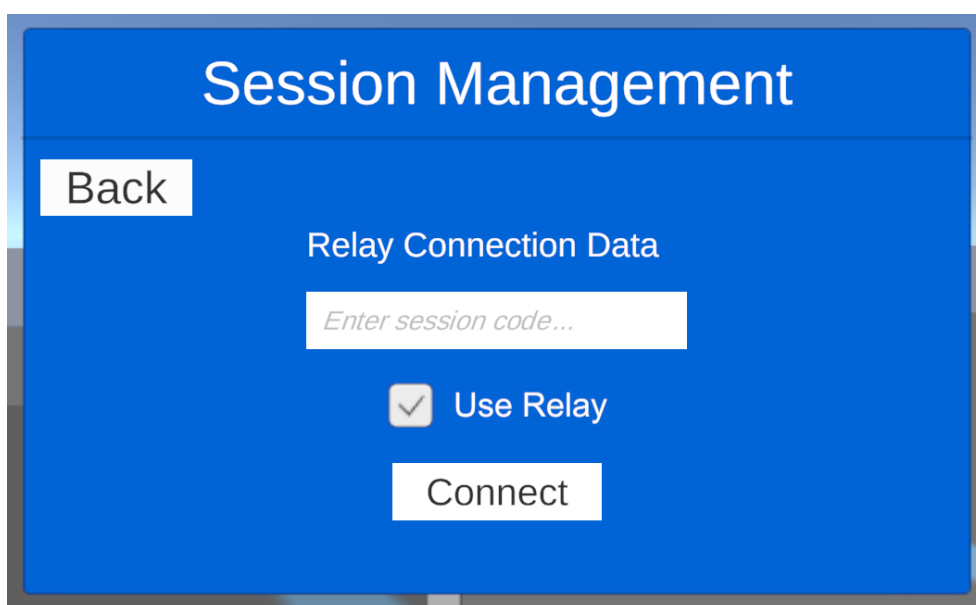 Session Management
Back
Relay Connection Data
Enter session code...
Use Relay
Connect